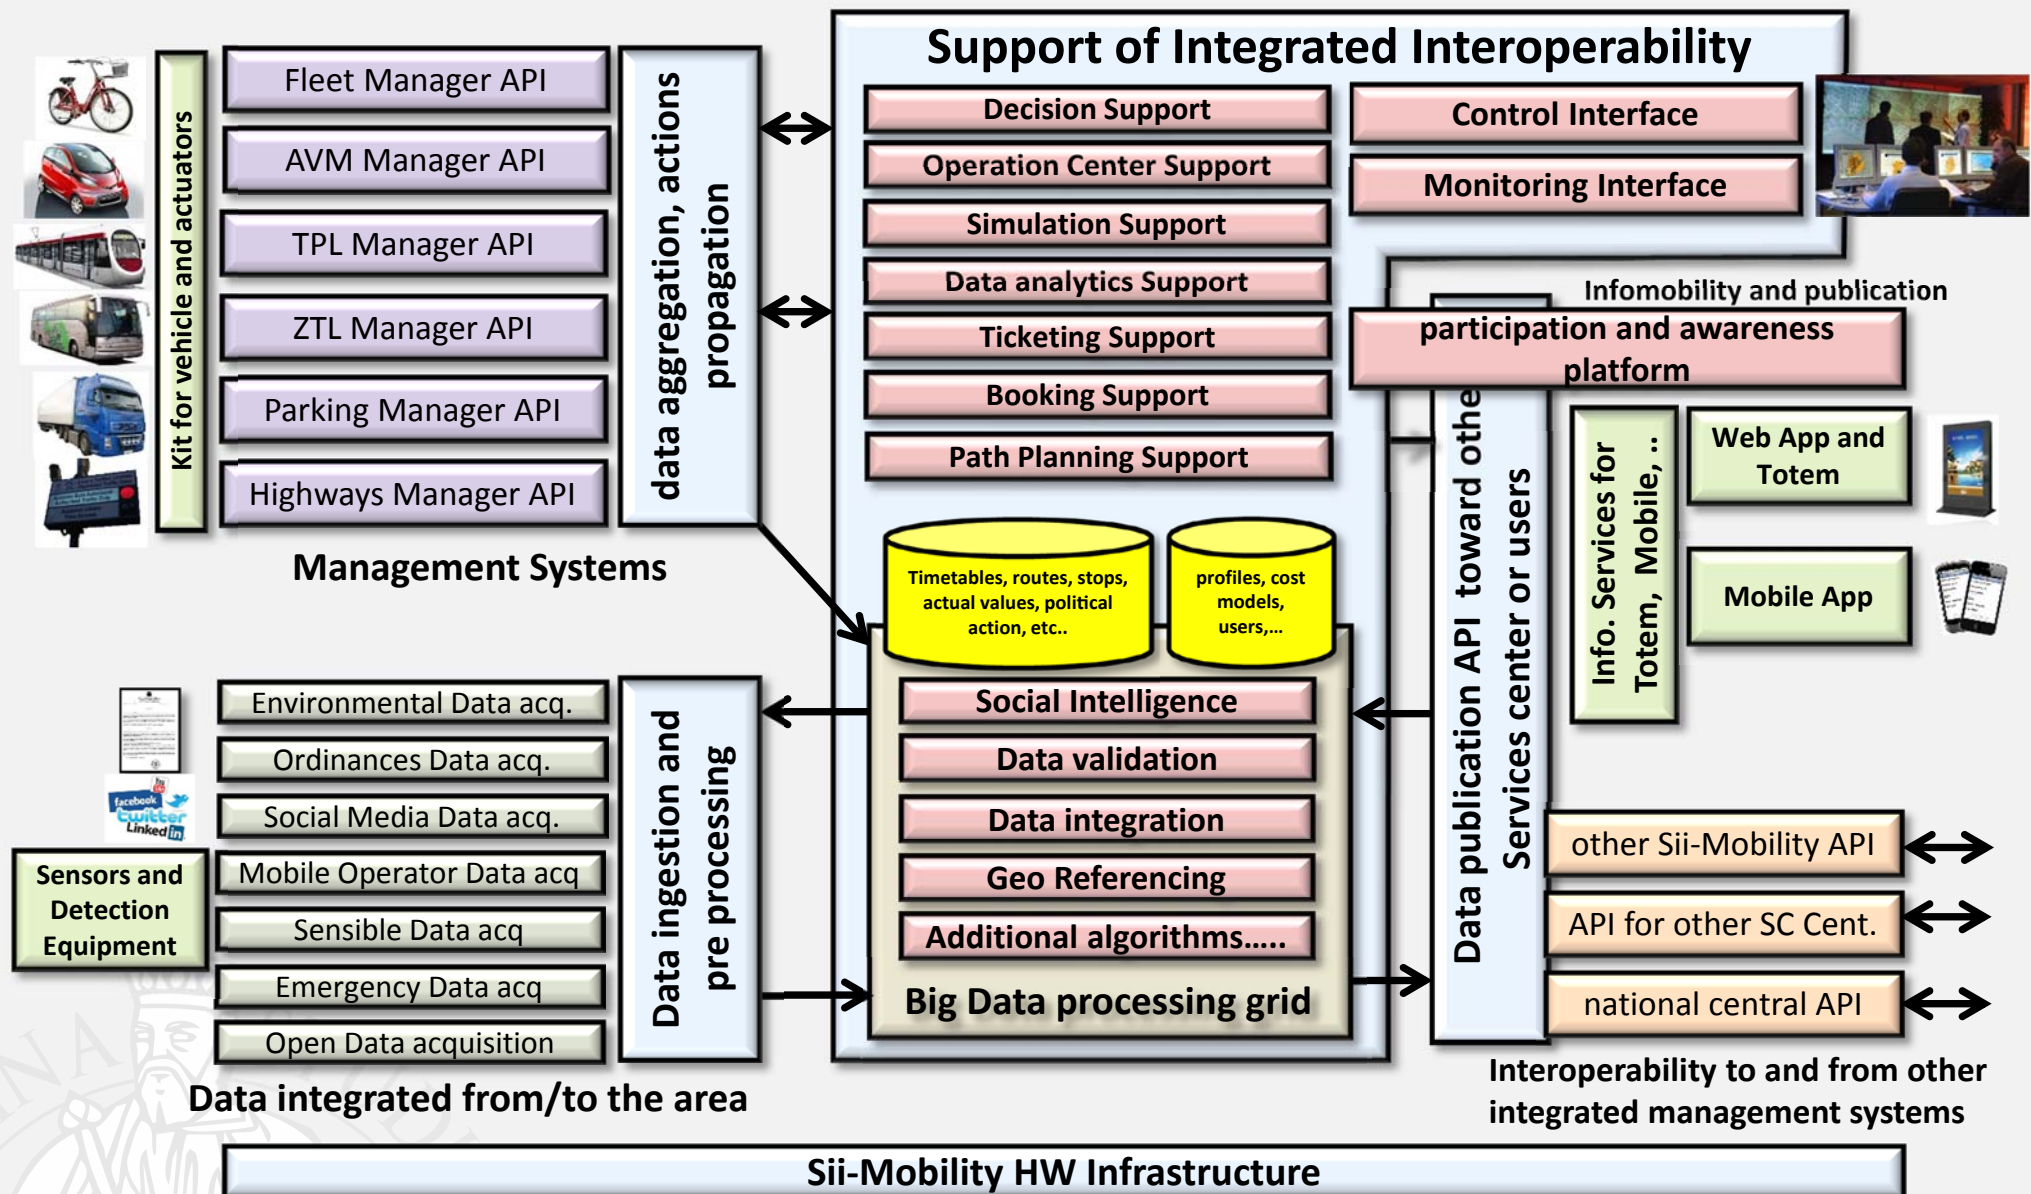 Support of Integrated Interoperability
Kit for vehicle and actuators
Fleet Manager API
AVM Manager API
TPL Manager API
ZTL Manager API
Parking Manager API
Highways Manager API
data aggregation, actions
propagation
Management Systems
Decision Support
Operation Center Support
Simulation Support
Data analytics Support
Ticketing Support
Booking Support
Path Planning Support
Control Interface
Monitoring Interface
Infomobility and publication
participation and awareness
platform
Timetables, routes, stops,
actual values, political
action, etc..
profiles, cost
models,
users,...
Social Intelligence
Data validation
Data integration
Geo Referencing
Additional algorithms.....
Big Data processing grid
Data publication API toward othe
Services center or users
Info. Services for
Totem, Mobile, ..
Web App and
Totem
Mobile App
facebook
twitter
Linked in
Sensors and
Detection
Equipment
Environmental Data acq.
Ordinances Data acq.
Social Media Data acq.
Mobile Operator Data acq
Sensible Data acq
Emergency Data acq
Open Data acquisition
Data ingestion and
pre processing
Data integrated from/to the area
other Sii-Mobility API
API for other SC Cent.
national central API
Interoperability to and from other
integrated management systems
Sii-Mobility HW Infrastructure